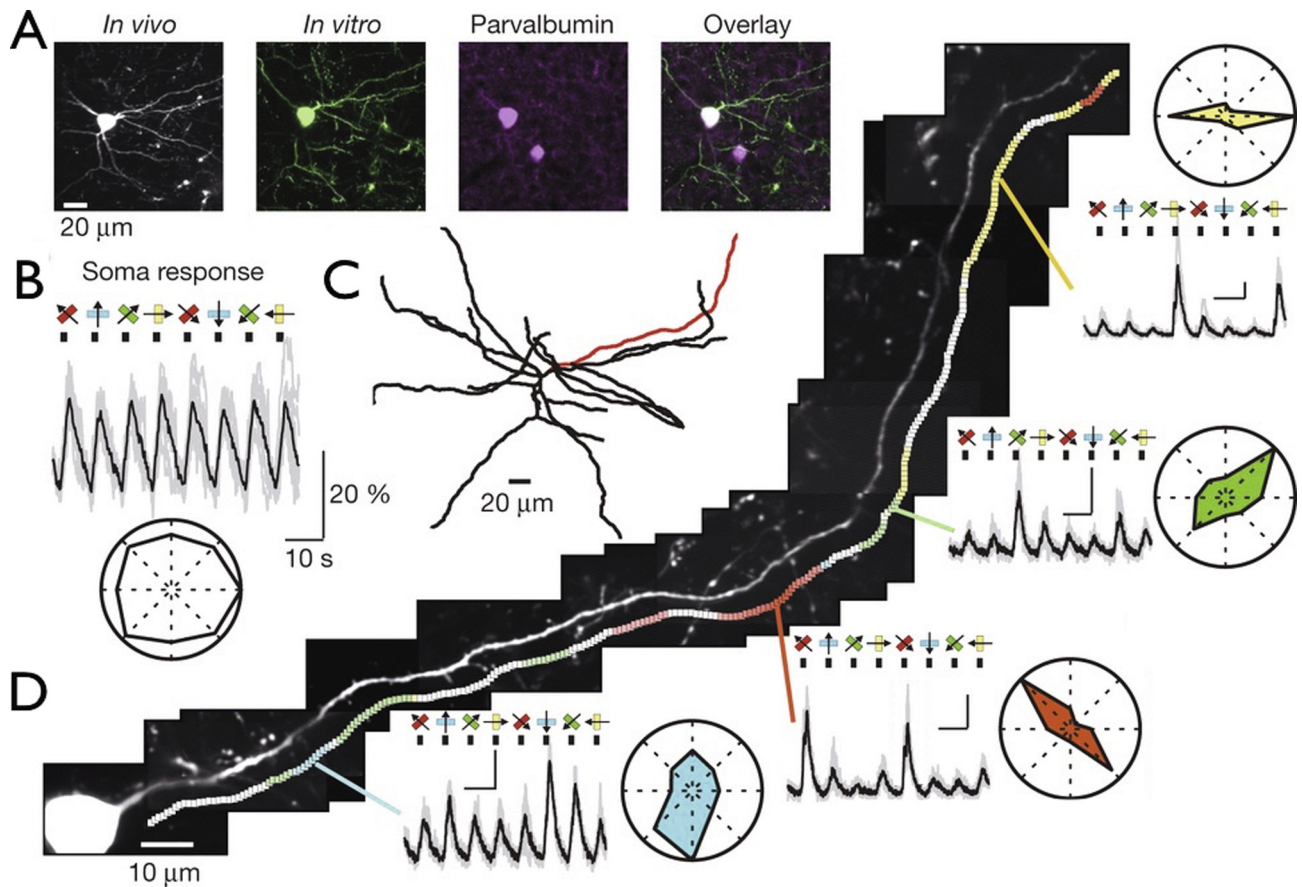 A
In vivo
In vitro
Parvalbumin
Overlay
20 μm
B
Soma response
20 %
10 s
C
20 μm
D
10 μm